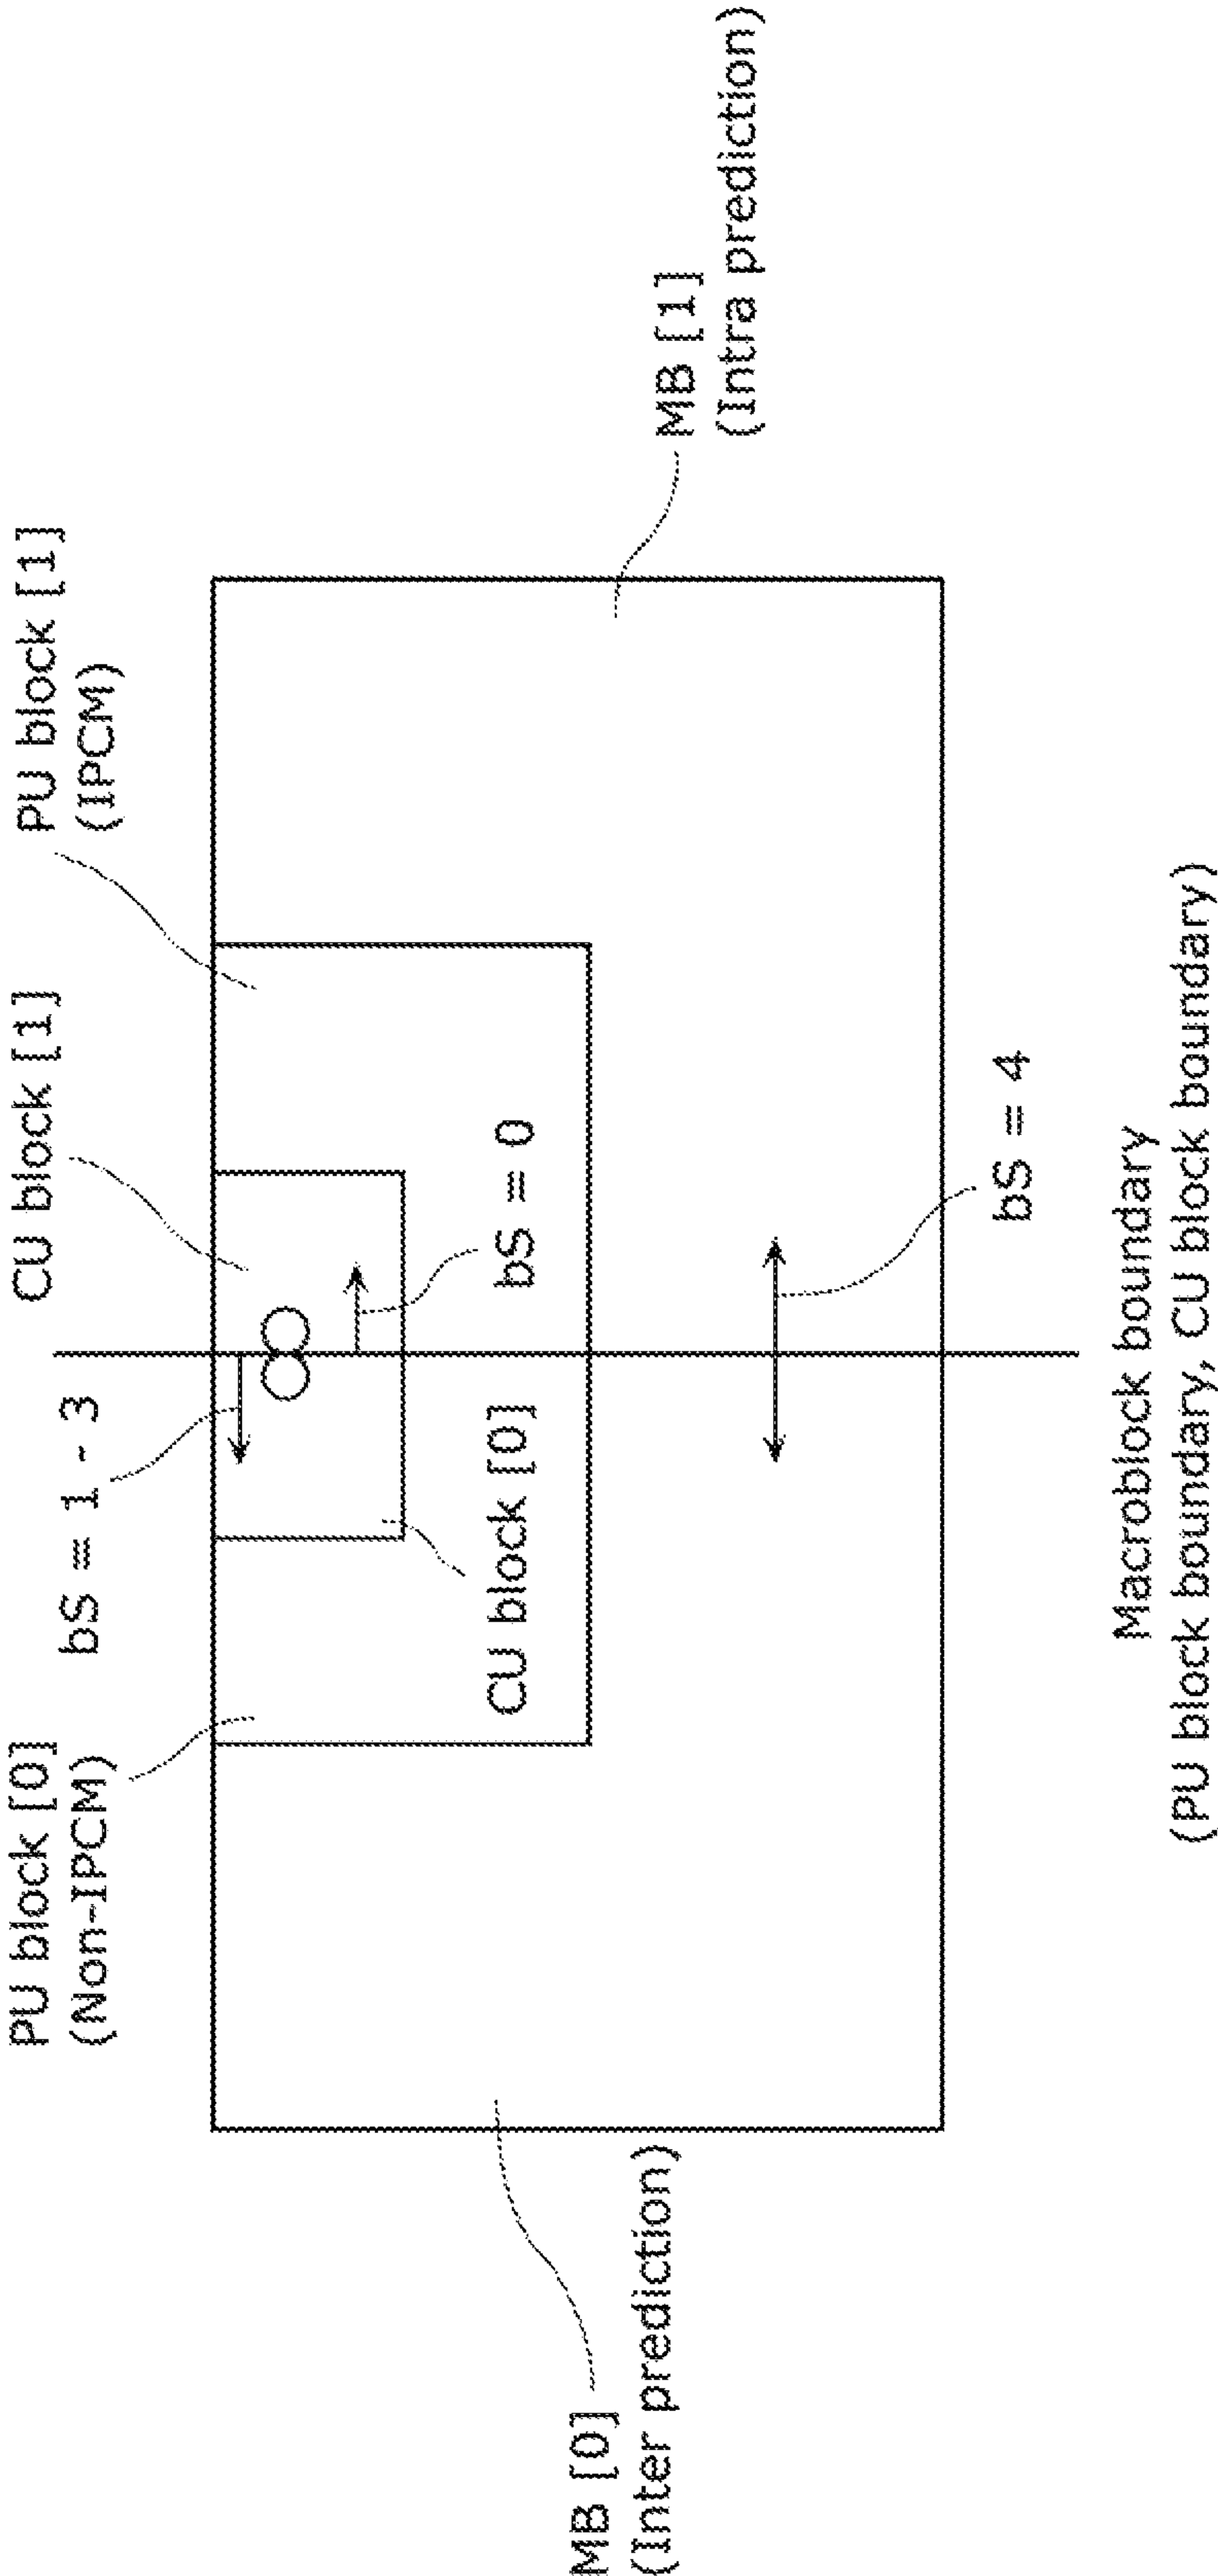 PU block [0]
(Non-IPCM)
bS = 1 - 3
CU block [1]
PU block [1]
(IPCM)
CU block [0]
bS = 0
MB [0]
(Inter prediction)
MB [1]
(Intra prediction)
bS = 4
Macroblock boundary
(PU block boundary, CU block boundary)